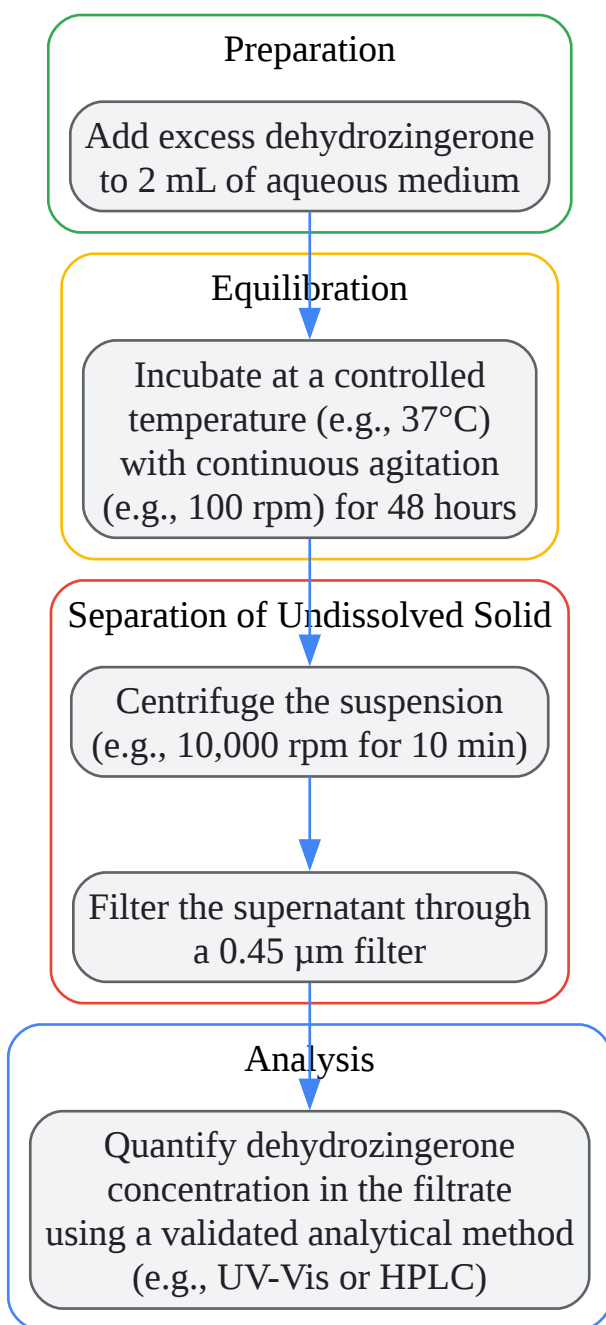 Preparation
Add excess dehydrozingerone
to 2 mL of aqueous medium
Equilibration
Incubate at a controlled
temperature (e.g., 37°C)
with continuous agitation
(e.g., 100 rpm) for 48 hours
Separation of Undissolved Solid
Centrifuge the suspension
(e.g., 10,000 rpm for 10 min)
Filter the supernatant through
a 0.45 µm filter
Analysis
Quantify dehydrozingerone
concentration in the filtrate
using a validated analytical method
(e.g., UV-Vis or HPLC)